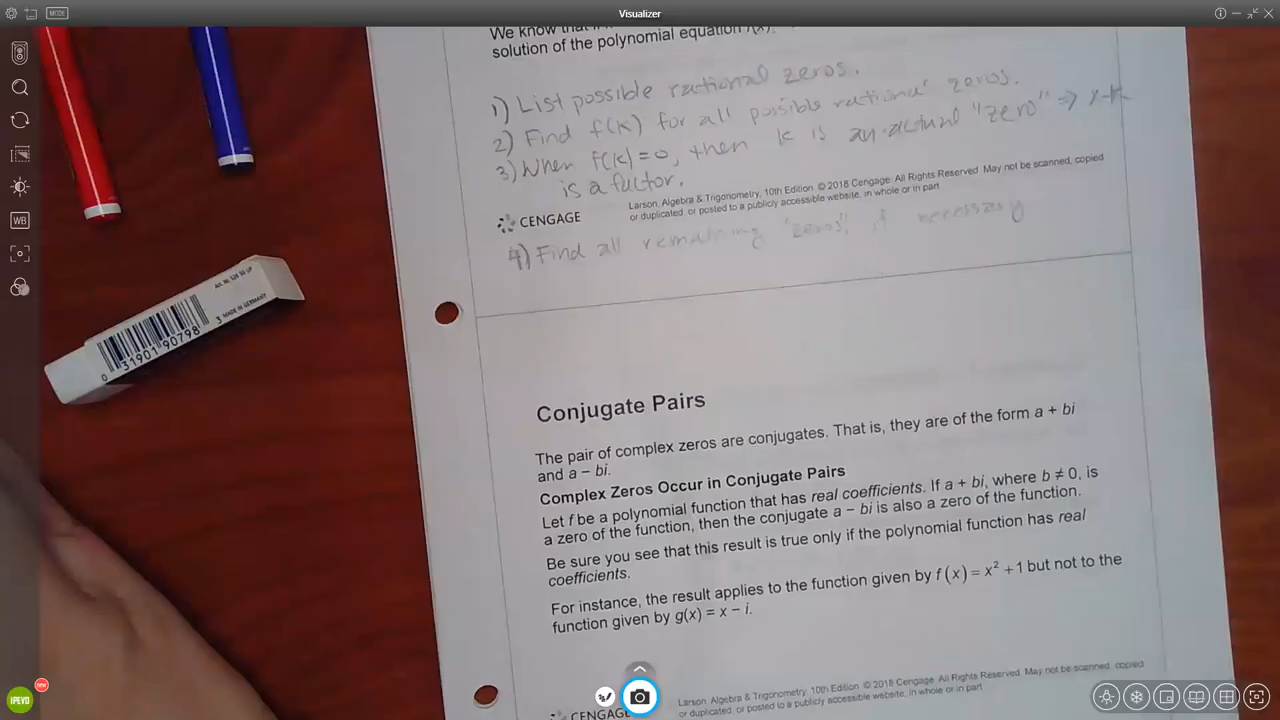 MODE
Visualizer
We know that
solution of the polynomial equation f(x).
1) List possible rational zeros.
2) Find f(k) for all possible rational zeros.
3) When f(k)=0, then k is an actual "zero" ⇒ x-k
is a factor.
Larson, Algebra & Trigonometry, 10th Edition. © 2018 Cengage. All Rights Reserved. May not be scanned, copied
or duplicated, or posted to a publicly accessible website, in whole or in part.
CENGAGE
4) Find all remaining "zeros", if necessary
3 MADE IN GERMANY
0 31901 90798
WB
Conjugate Pairs
The pair of complex zeros are conjugates. That is, they are of the form a + bi
and a − bi.
Complex Zeros Occur in Conjugate Pairs
Let f be a polynomial function that has real coefficients. If a + bi, where b ≠ 0, is
a zero of the function, then the conjugate a − bi is also a zero of the function.
Be sure you see that this result is true only if the polynomial function has real
coefficients.
For instance, the result applies to the function given by f (x) = x² + 1 but not to the
function given by g(x) = x − i.
Larson, Algebra & Trigonometry, 10th Edition. © 2018 Cengage. All Rights Reserved. May not be scanned, copied
or duplicated, or posted to a publicly accessible website, in whole or in part.
CENGAGE
IPEVO
new